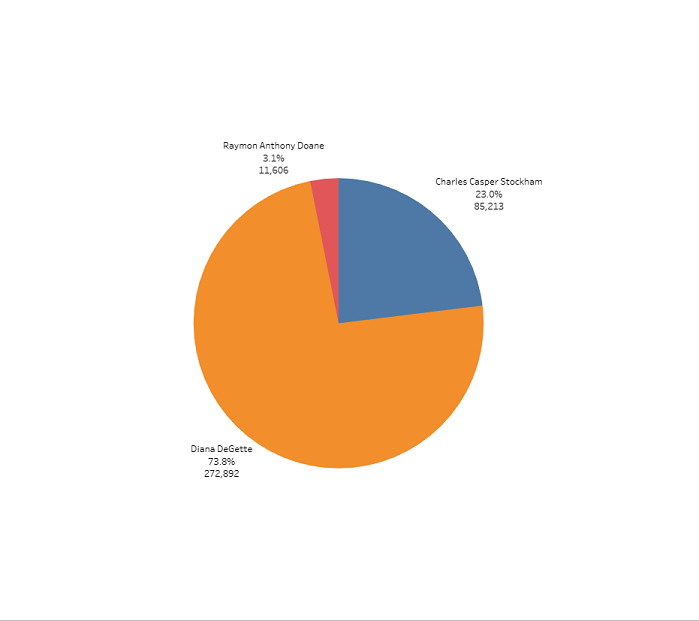 Raymon Anthony Doane
3.1%
11,606
Charles Casper Stockham
23.0%
85,213
Diana DeGette
73.8%
272,892